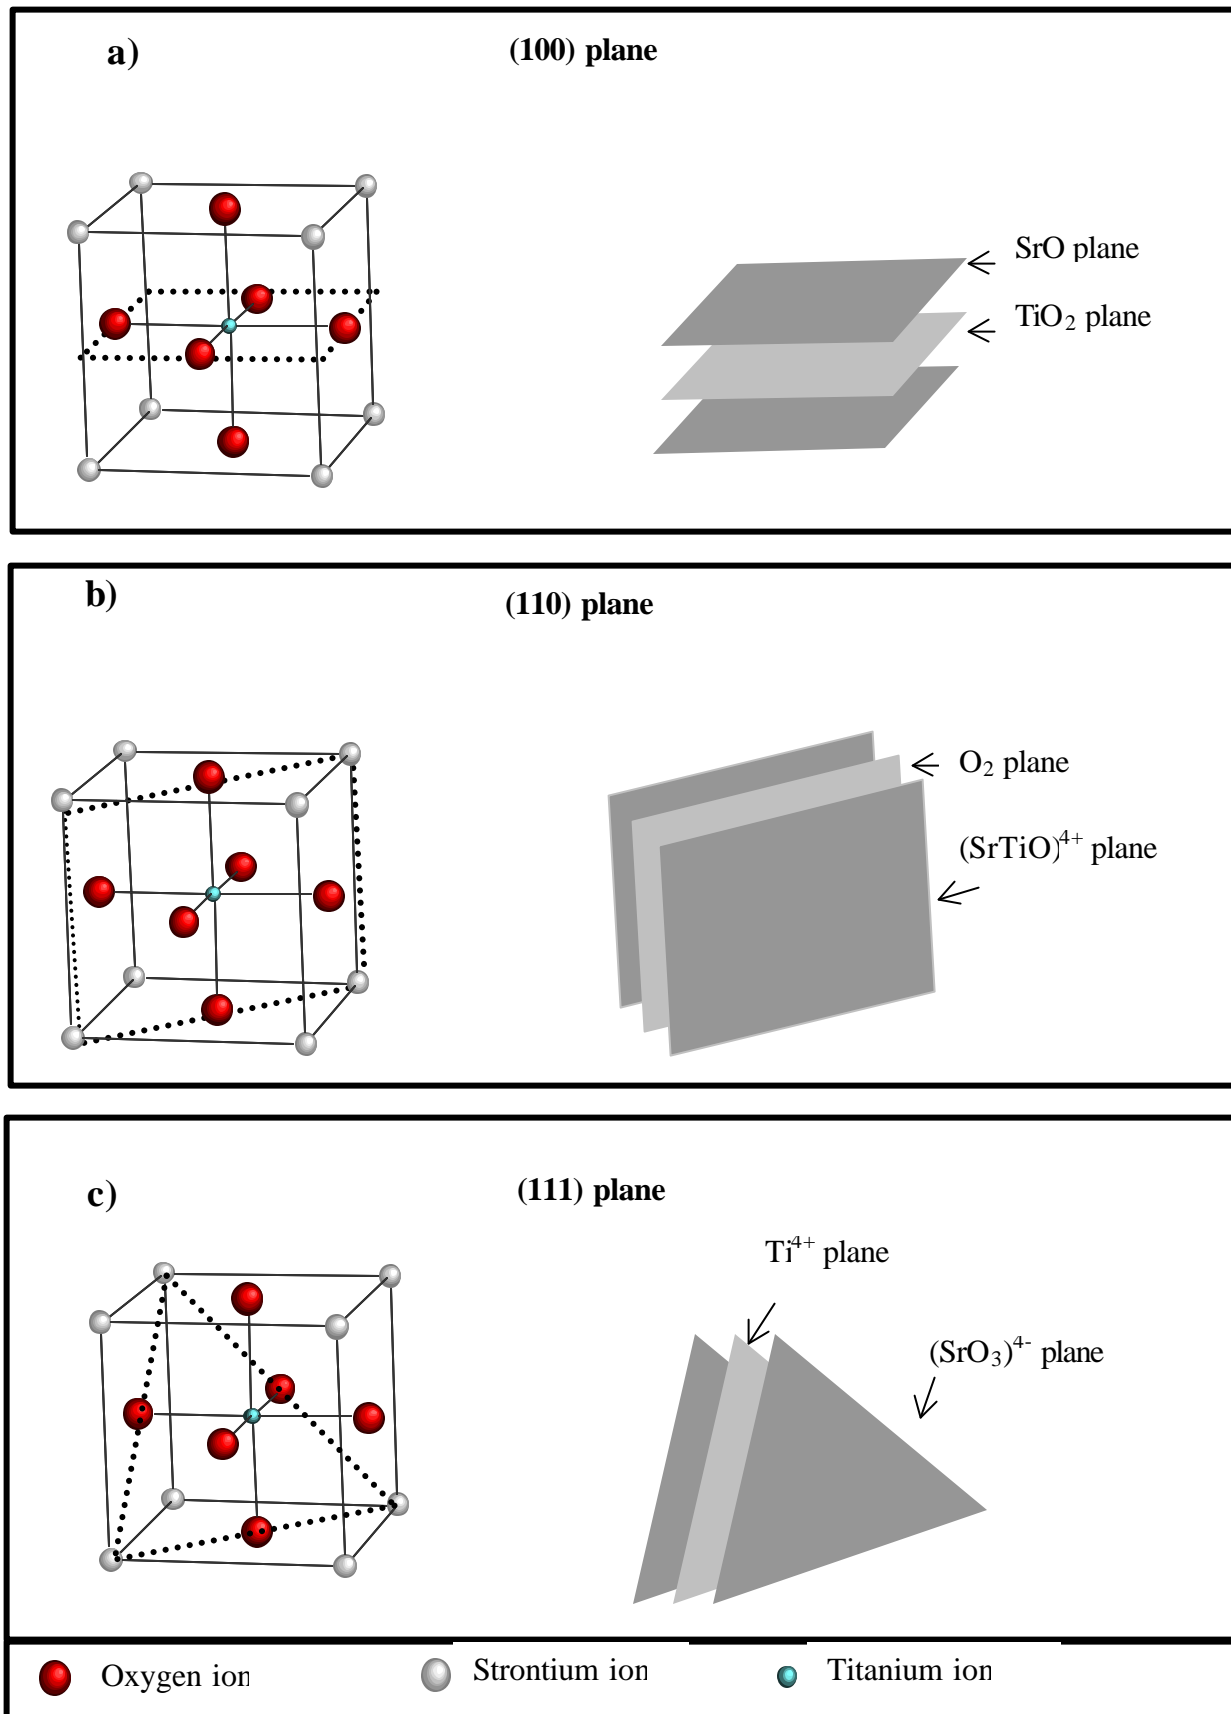 a)
(100) plane
SrO plane
TiO₂ plane
b)
(110) plane
O₂ plane
(SrTiO)⁴⁺ plane
c)
(111) plane
Ti⁴⁺ plane
(SrO₃)⁴⁻ plane
Oxygen ion
Strontium ion
Titanium ion